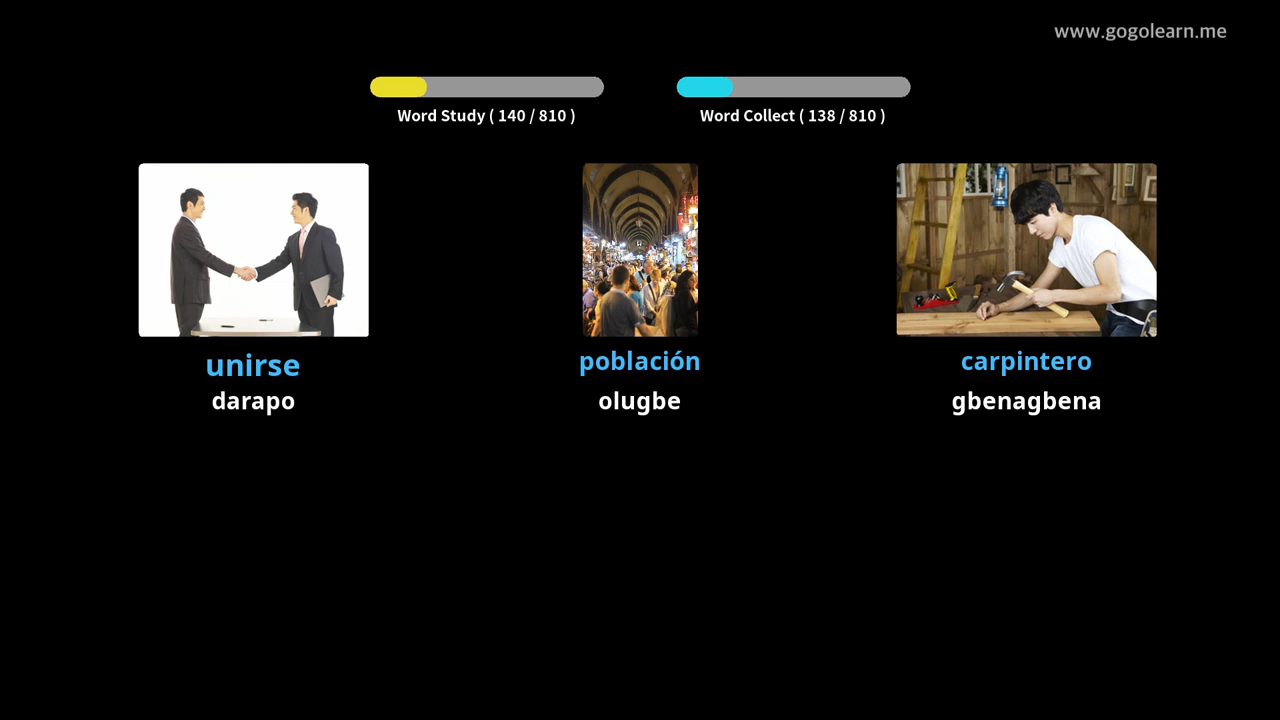 www.gogolearn.me
Word Study ( 140 / 810 )
Word Collect ( 138 / 810 )
unirse
darapo
población
olugbe
carpintero
gbenagbena